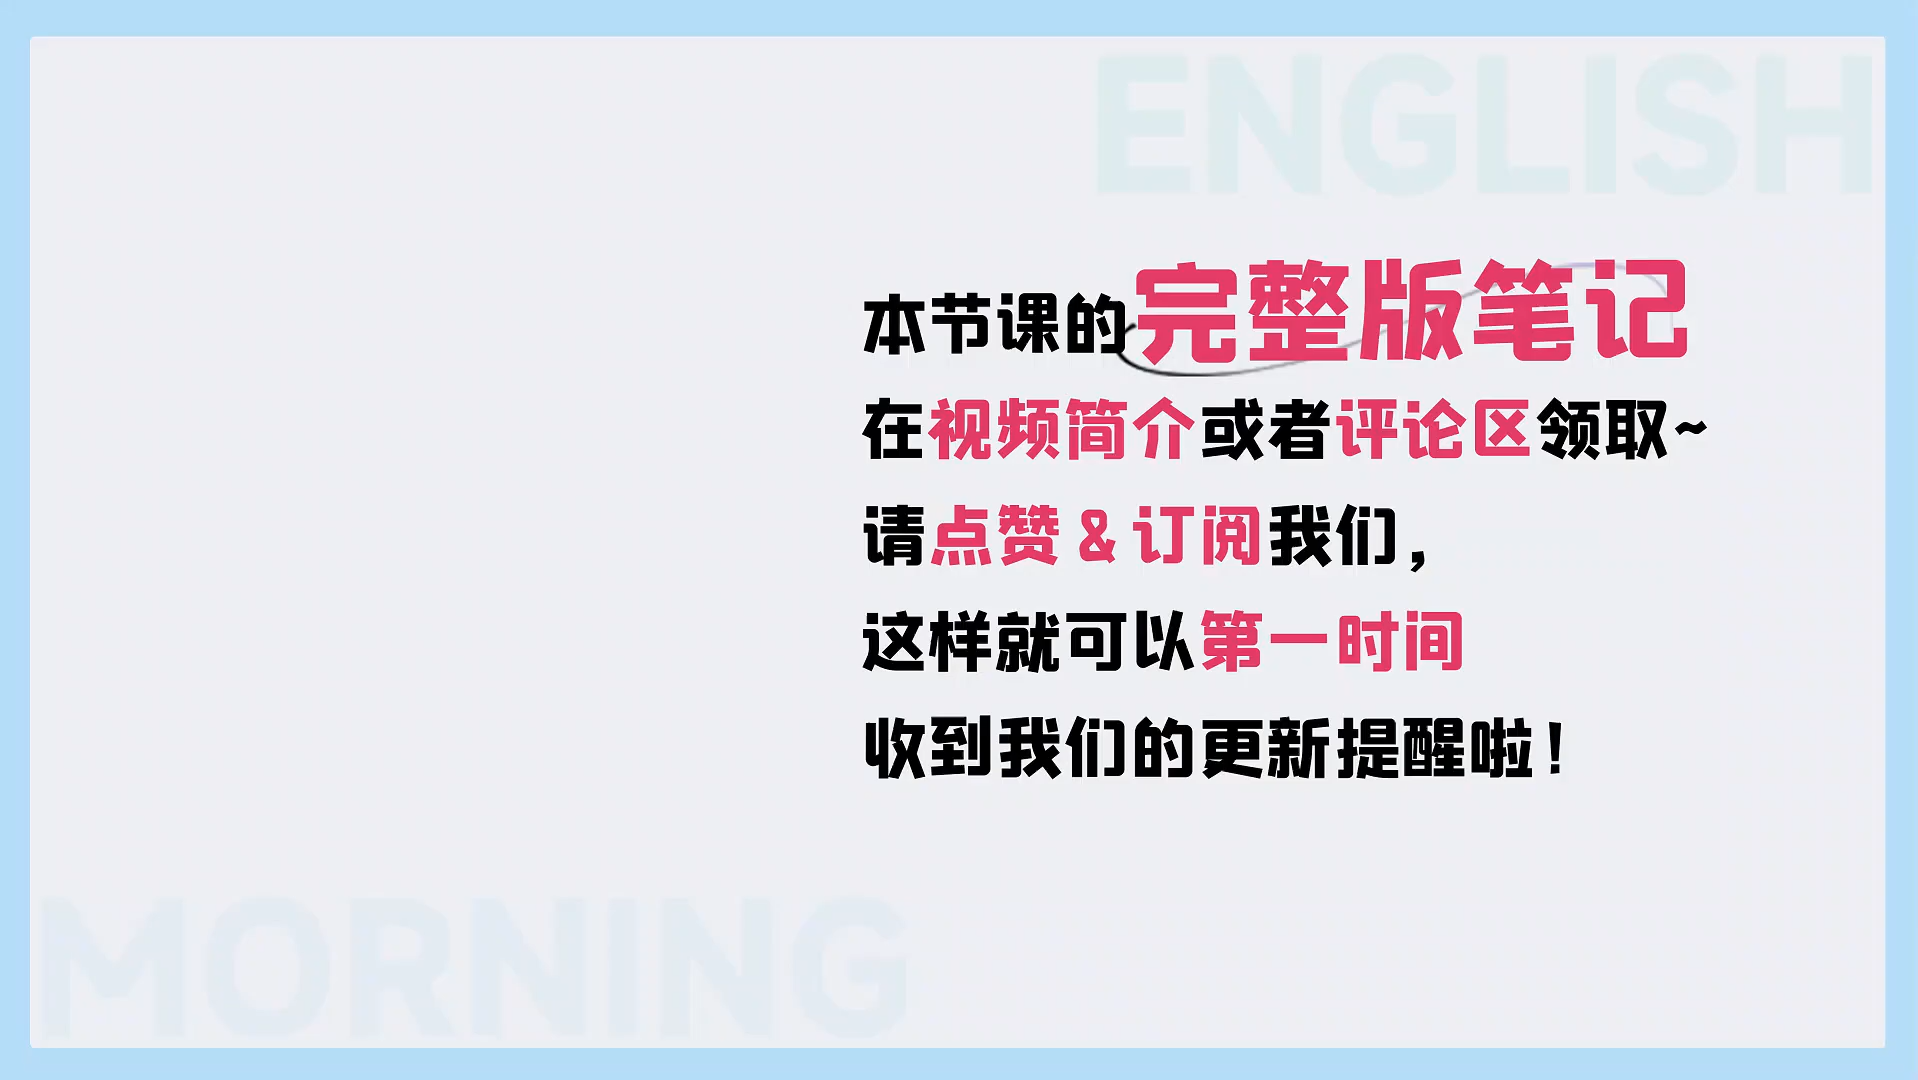 ENGLISH
本节课的完整版笔记
在视频简介或者评论区领取~
请点赞&订阅我们，
这样就可以第一时间
收到我们的更新提醒啦！
MORNING